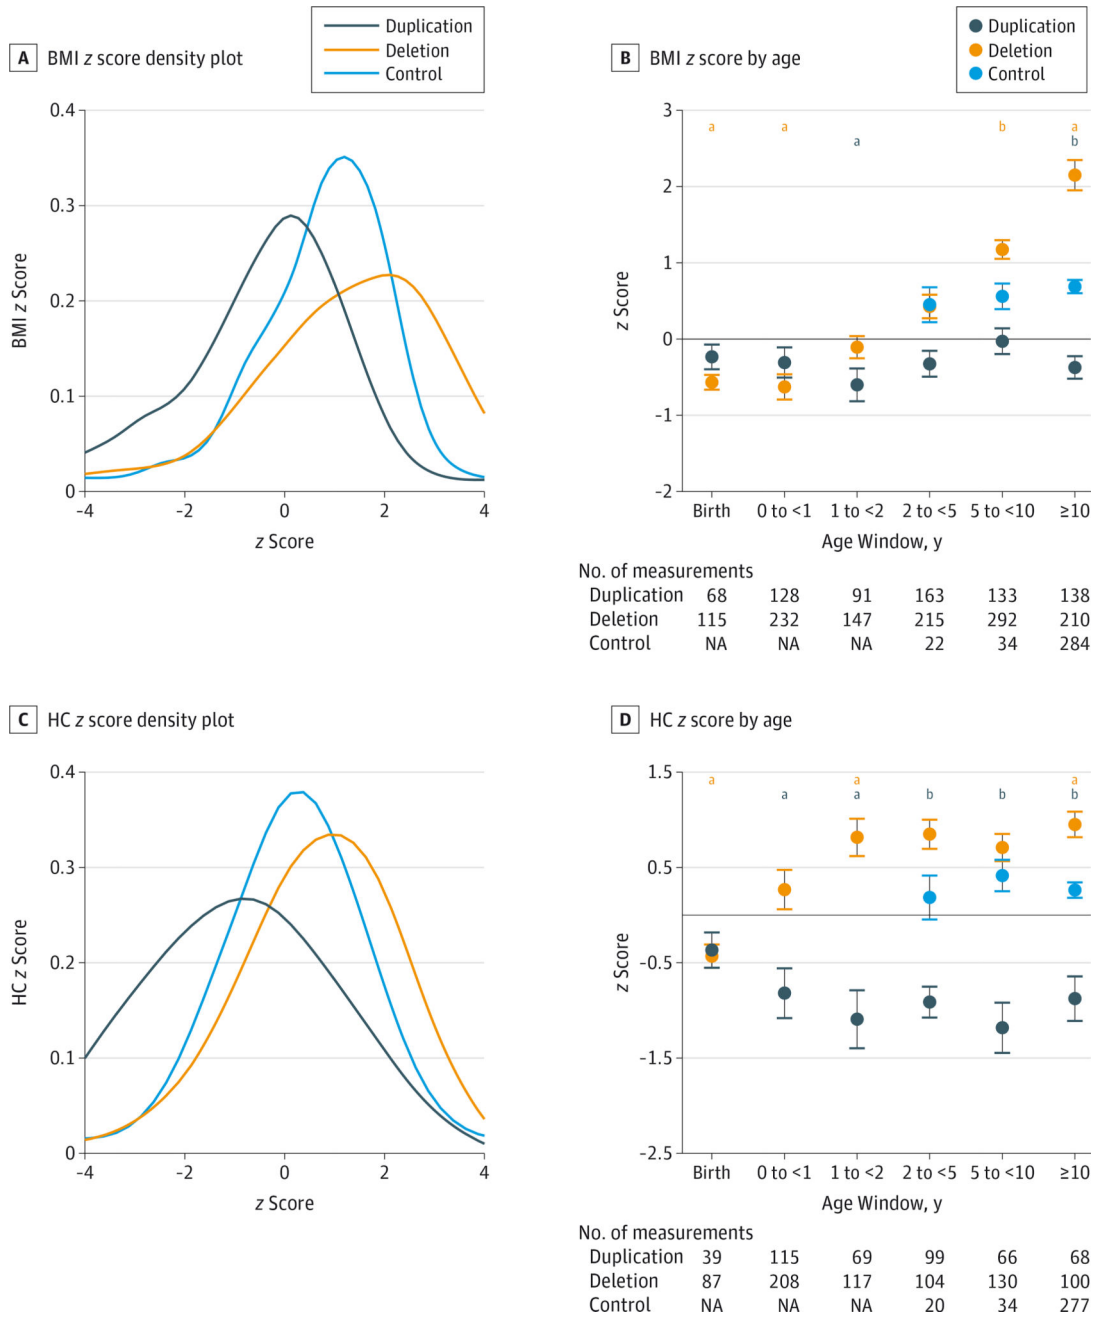 Duplication
Deletion
Control
A BMI z score density plot
0.4
0.3
0.2
0.1
0
BMI z Score
-4 -2 0 2 4
z Score
Duplication
Deletion
Control
B BMI z score by age
3
2
1
0
-1
-2
z Score
a a b a
a b
Birth 0 to <1 1 to <2 2 to <5 5 to <10 ≥10
Age Window, y
No. of measurements
Duplication 68 128 91 163 133 138
Deletion 115 232 147 215 292 210
Control NA NA NA 22 34 284
C HC z score density plot
0.4
0.3
0.2
0.1
0
HC z Score
-4 -2 0 2 4
z Score
D HC z score by age
1.5
0.5
-0.5
-1.5
-2.5
z Score
a a a
a a b b b
Birth 0 to <1 1 to <2 2 to <5 5 to <10 ≥10
Age Window, y
No. of measurements
Duplication 39 115 69 99 66 68
Deletion 87 208 117 104 130 100
Control NA NA NA 20 34 277